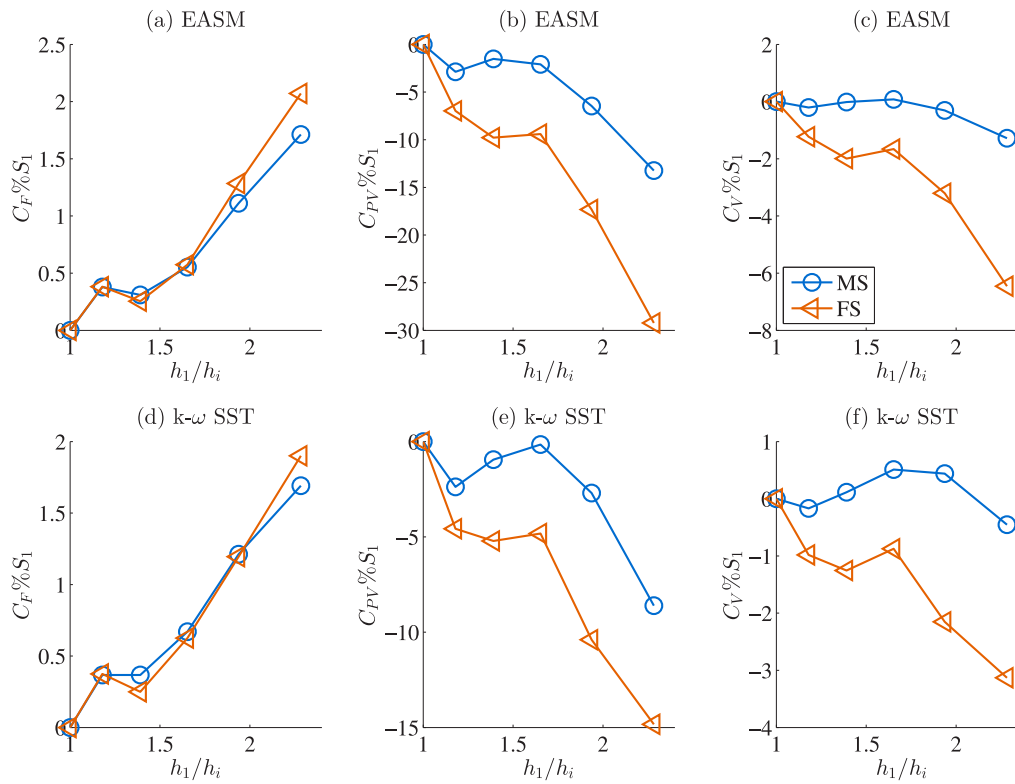 (a) EASM
(b) EASM
(c) EASM
2.5
2
1.5
1
0.5
0
C_F%S_1
1
1.5
2
h_1/h_i
0
−5
−10
−15
−20
−25
−30
C_{PV}%S_1
1
1.5
2
h_1/h_i
2
0
−2
−4
−6
−8
C_V%S_1
MS
FS
1
1.5
2
h_1/h_i
(d) k-ω SST
(e) k-ω SST
(f) k-ω SST
2
1.5
1
0.5
0
C_F%S_1
1
1.5
2
h_1/h_i
0
−5
−10
−15
C_{PV}%S_1
1
1.5
2
h_1/h_i
1
0
−1
−2
−3
−4
C_V%S_1
1
1.5
2
h_1/h_i